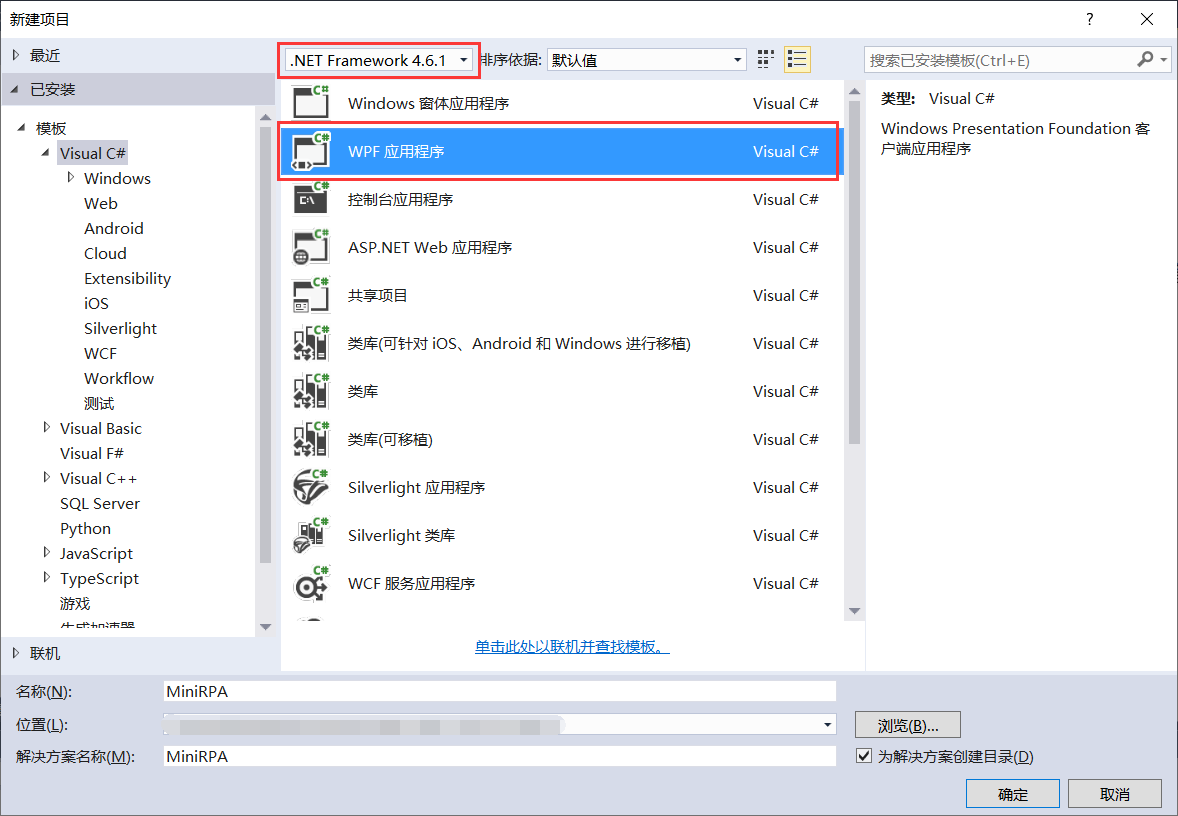 新建项目
?
最近
已安装
模板
Visual C#
Windows
Web
Android
Cloud
Extensibility
iOS
Silverlight
WCF
Workflow
测试
Visual Basic
Visual F#
Visual C++
SQL Server
Python
JavaScript
TypeScript
游戏
生成加速器
联机
.NET Framework 4.6.1
排序依据: 默认值
C# Windows 窗体应用程序 Visual C#
C# WPF 应用程序 Visual C#
C# C:\ 控制台应用程序 Visual C#
C# ASP.NET Web 应用程序 Visual C#
C# 共享项目 Visual C#
C# 类库(可针对 iOS、Android 和 Windows 进行移植) Visual C#
C# 类库 Visual C#
C# 类库(可移植) Visual C#
C# Silverlight 应用程序 Visual C#
C# Silverlight 类库 Visual C#
C# WCF 服务应用程序 Visual C#
单击此处以联机并查找模板。
搜索已安装模板(Ctrl+E)
类型: Visual C#
Windows Presentation Foundation 客
户端应用程序
名称(N): MiniRPA
位置(L): 浏览(B)...
解决方案名称(M): MiniRPA
为解决方案创建目录(D)
确定 取消